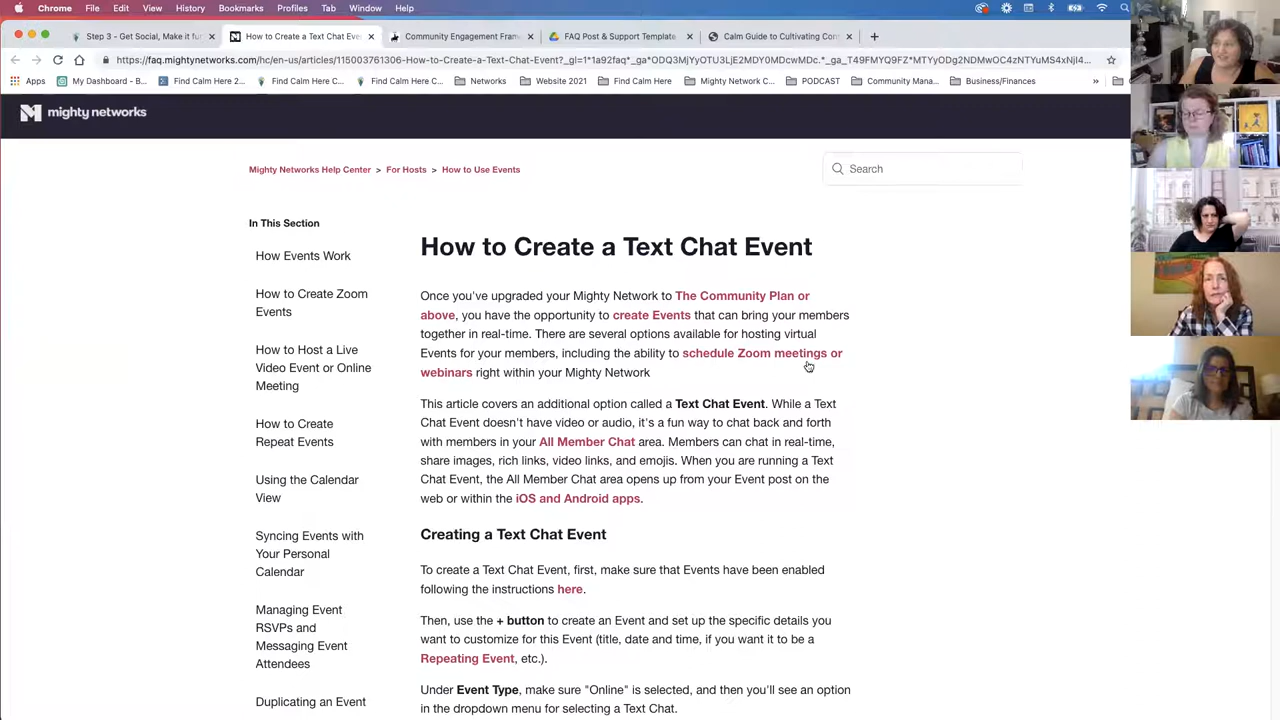 Chrome File Edit View History Bookmarks Profiles Tab Window Help
Step 3 - Get Social, Make it fu
How to Create a Text Chat Eve
Community Engagement Fram
FAQ Post & Support Template
Calm Guide to Cultivating Con
Apps My Dashboard - B... Find Calm Here 2... Find Calm Here C... Find Calm Here C... Networks Website 2021 Find Calm Here Mighty Network C... PODCAST Community Mana... Business/Finances
mighty networks
Mighty Networks Help Center > For Hosts > How to Use Events
Search
In This Section
How Events Work
How to Create Zoom
Events
How to Host a Live
Video Event or Online
Meeting
How to Create
Repeat Events
Using the Calendar
View
Syncing Events with
Your Personal
Calendar
Managing Event
RSVPs and
Messaging Event
Attendees
Duplicating an Event
How to Create a Text Chat Event
Once you've upgraded your Mighty Network to The Community Plan or
above, you have the opportunity to create Events that can bring your members
together in real-time. There are several options available for hosting virtual
Events for your members, including the ability to schedule Zoom meetings or
webinars right within your Mighty Network
This article covers an additional option called a Text Chat Event. While a Text
Chat Event doesn't have video or audio, it's a fun way to chat back and forth
with members in your All Member Chat area. Members can chat in real-time,
share images, rich links, video links, and emojis. When you are running a Text
Chat Event, the All Member Chat area opens up from your Event post on the
web or within the iOS and Android apps.
Creating a Text Chat Event
To create a Text Chat Event, first, make sure that Events have been enabled
following the instructions here.
Then, use the + button to create an Event and set up the specific details you
want to customize for this Event (title, date and time, if you want it to be a
Repeating Event, etc.).
Under Event Type, make sure "Online" is selected, and then you'll see an option
in the dropdown menu for selecting a Text Chat.